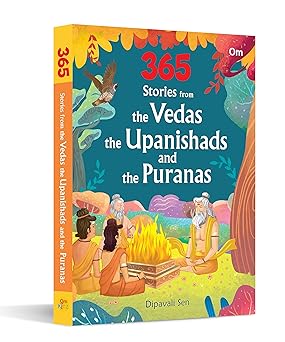 Om
365
Stories from
the Vedas
the Upanishads
and
the Puranas
Dipavali Sen
365
Stories from the Vedas the Upanishads and the Puranas
Om